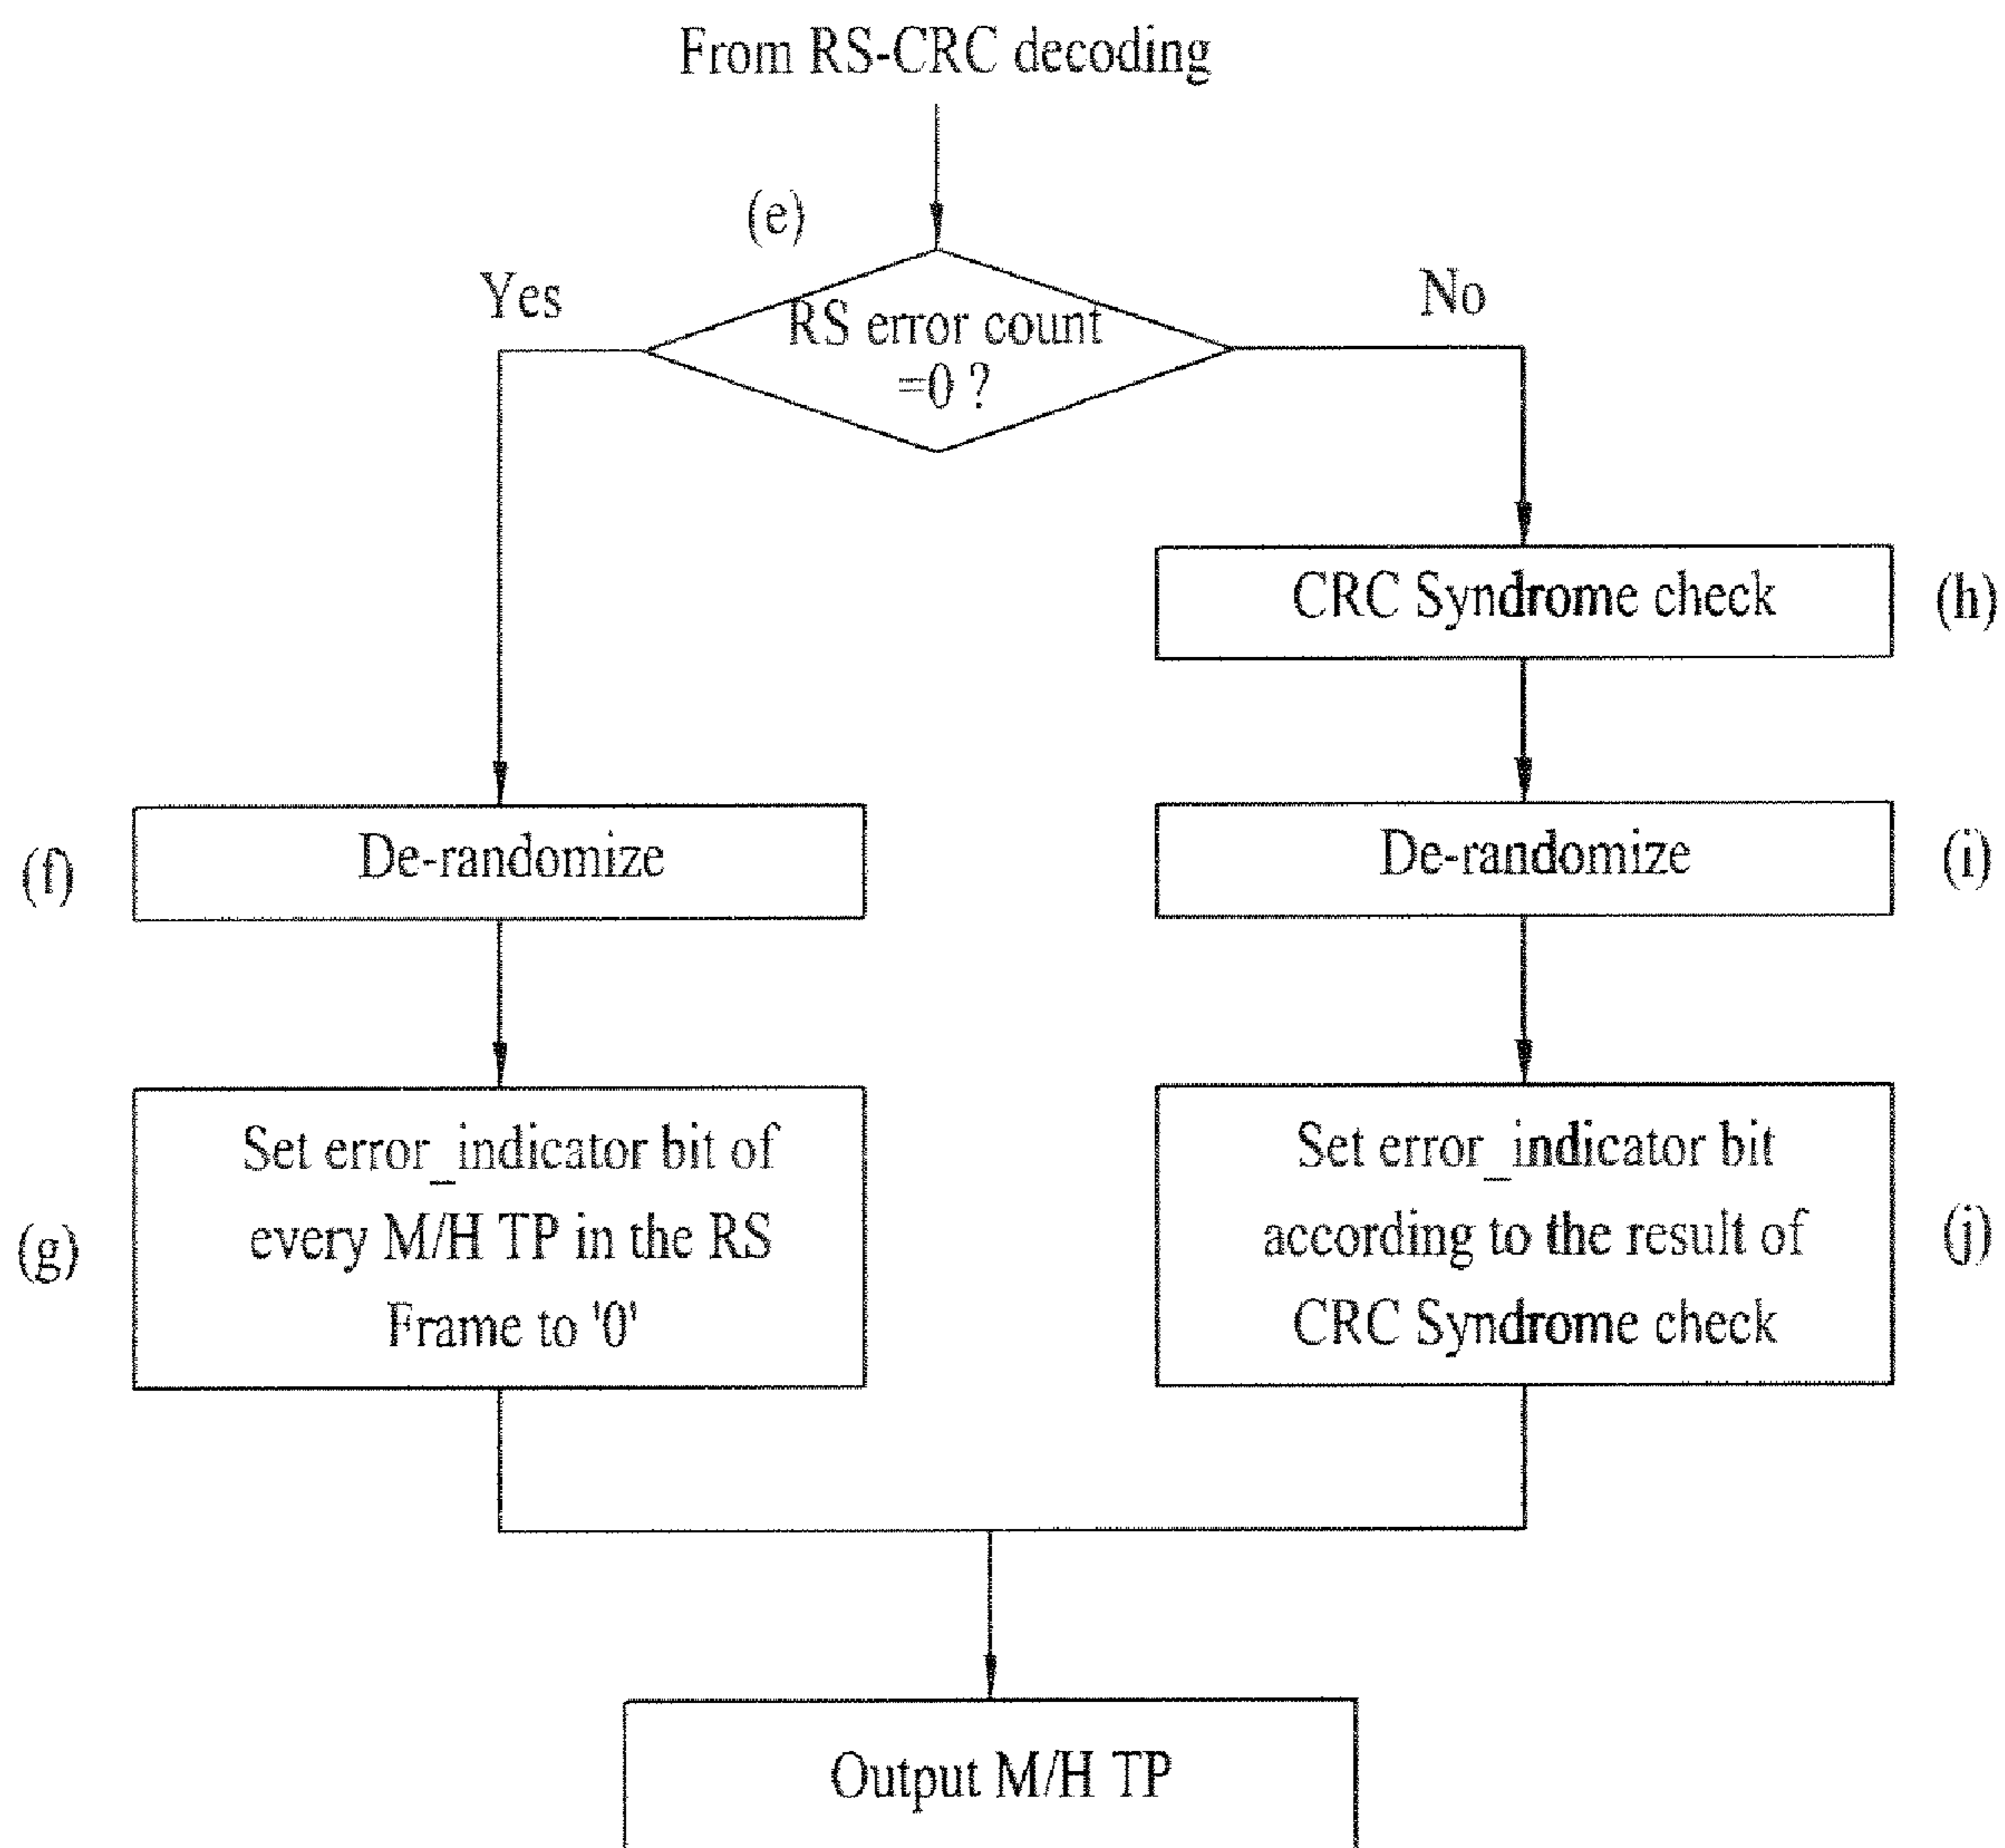 From RS-CRC decoding
(e)
Yes
No
RS error count
=0 ?
CRC Syndrome check
(h)
(f)
De-randomize
De-randomize
(i)
(g)
Set error_indicator bit of
every M/H TP in the RS
Frame to '0'
Set error_indicator bit
according to the result of
CRC Syndrome check
(j)
Output M/H TP